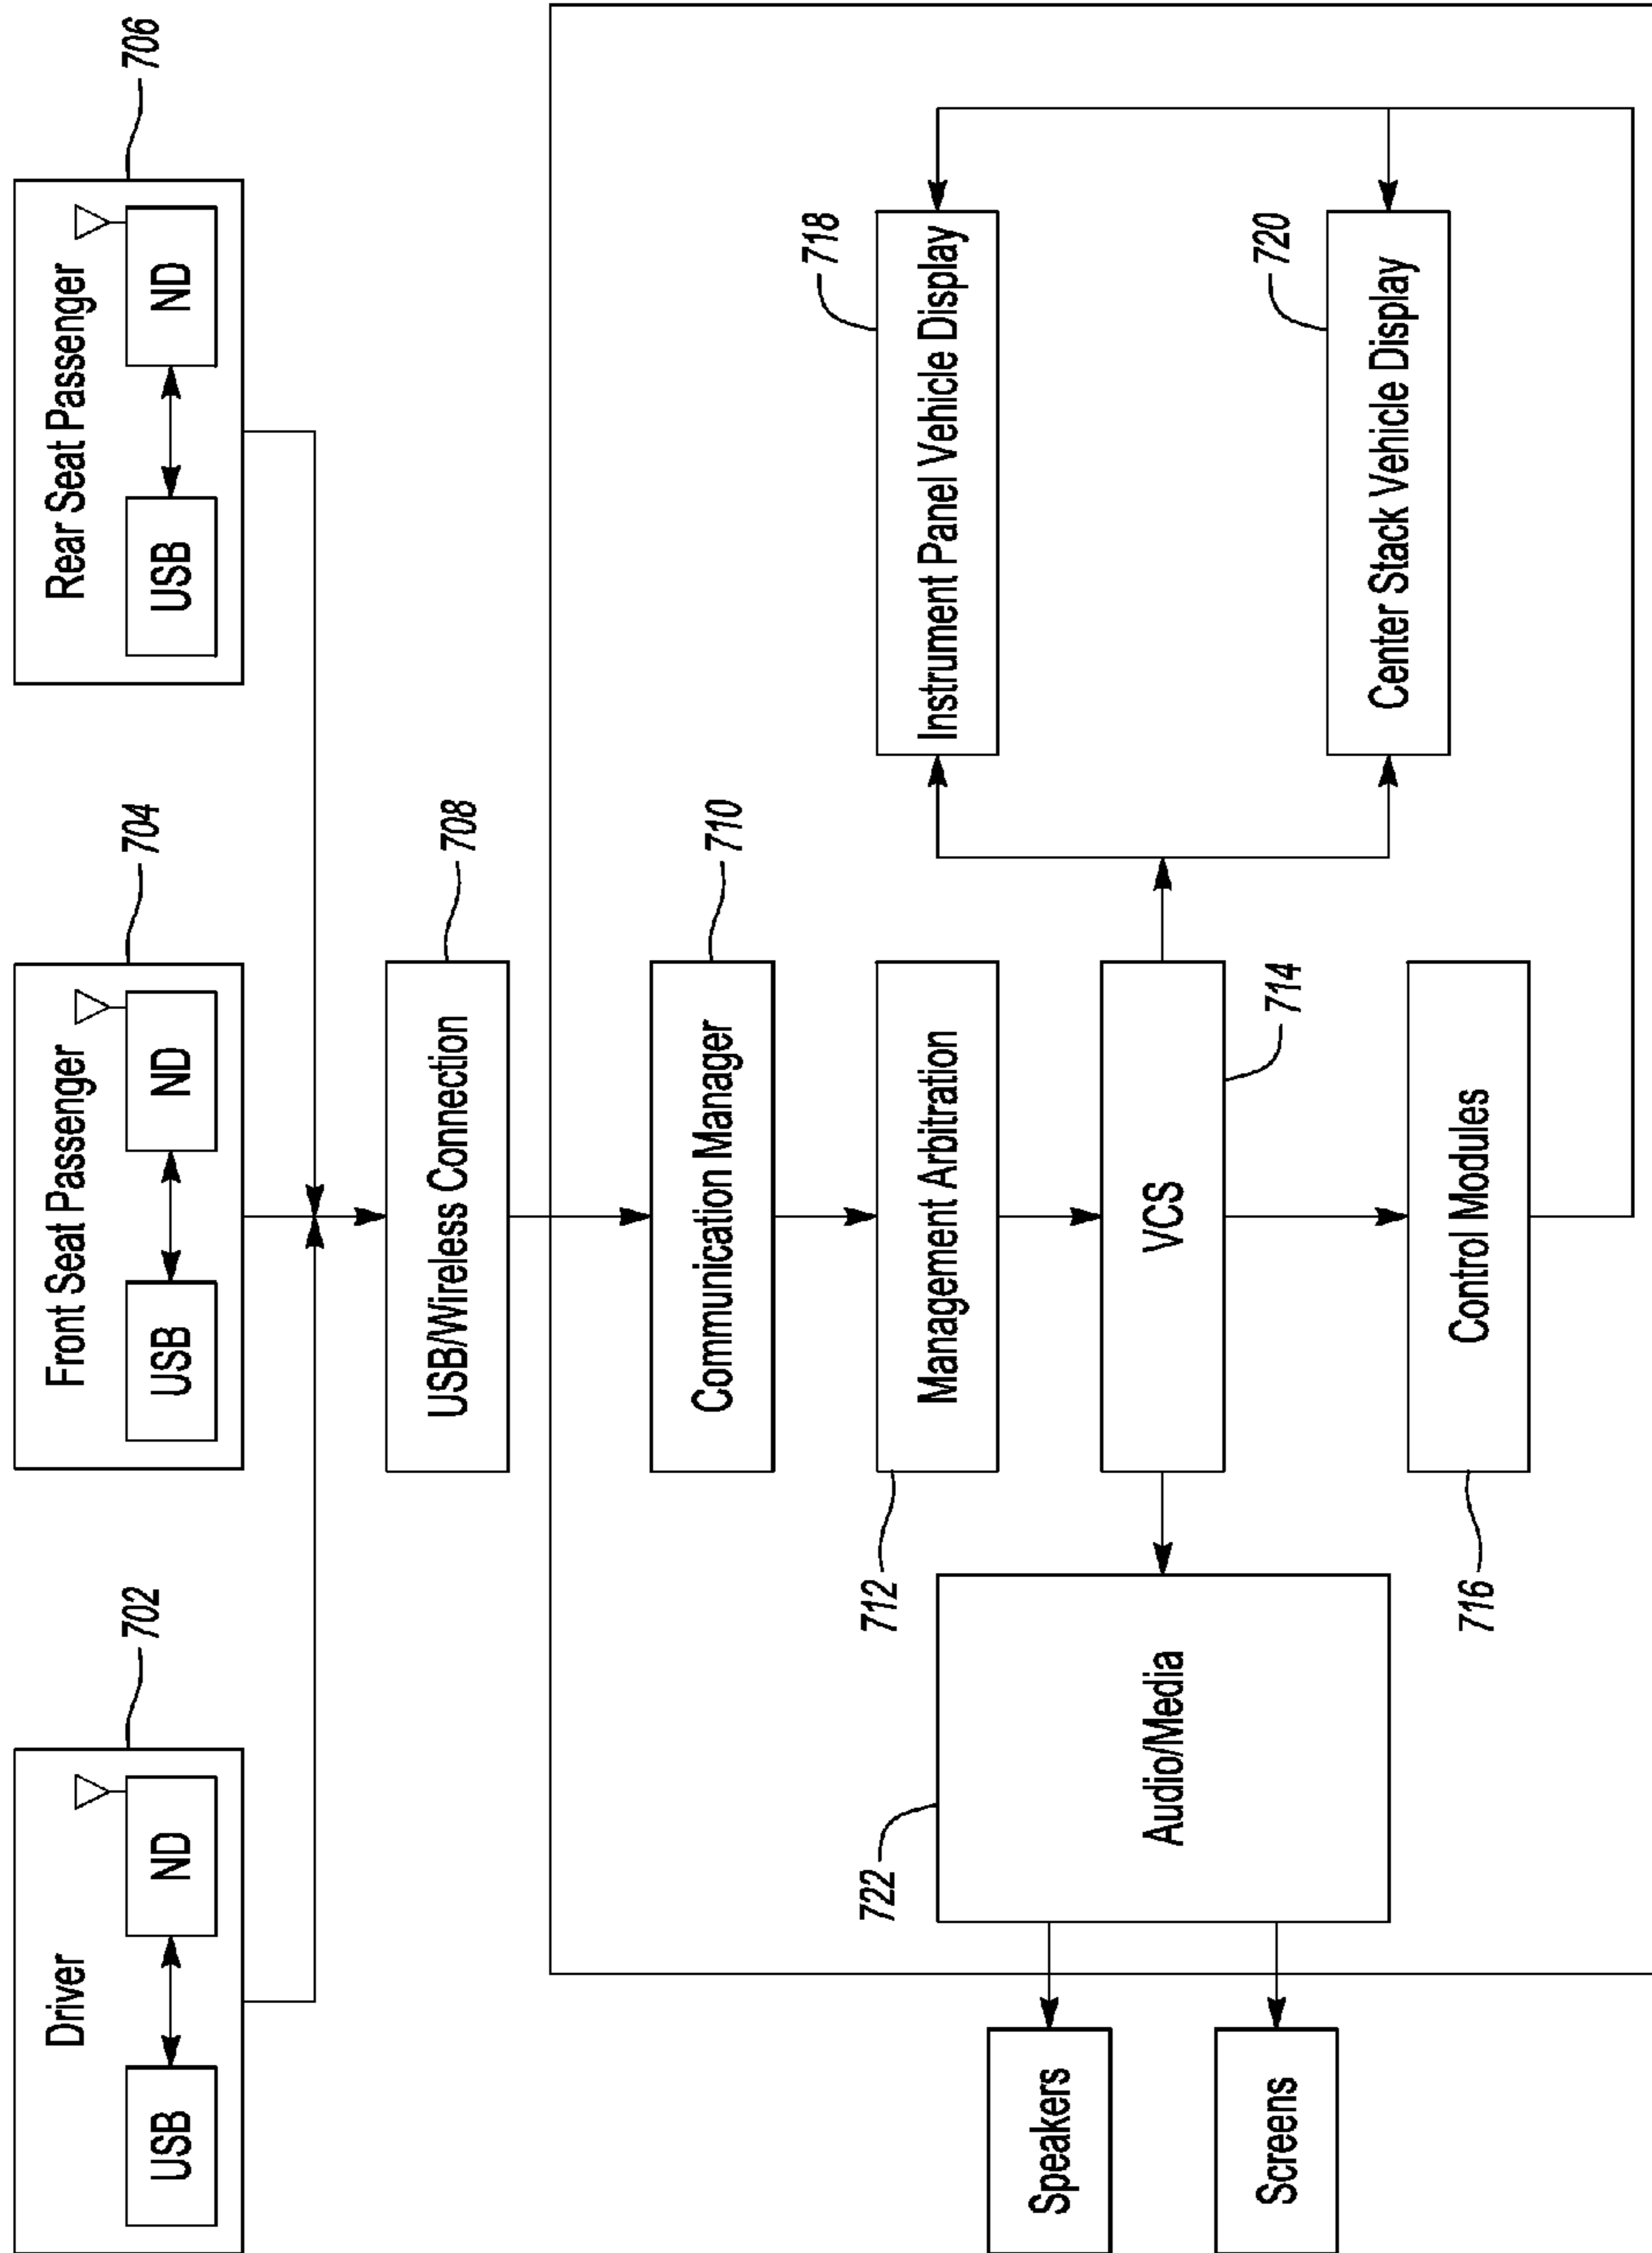 Driver
USB
ND
702
Front Seat Passenger
USB
ND
704
Rear Seat Passenger
USB
ND
706
USB/Wireless Connection
708
Communication Manager
710
Management Arbitration
712
Instrument Panel Vehicle Display
718
Speakers
Screens
Audio/Media
722
VCS
714
Center Stack Vehicle Display
720
Control Modules
716